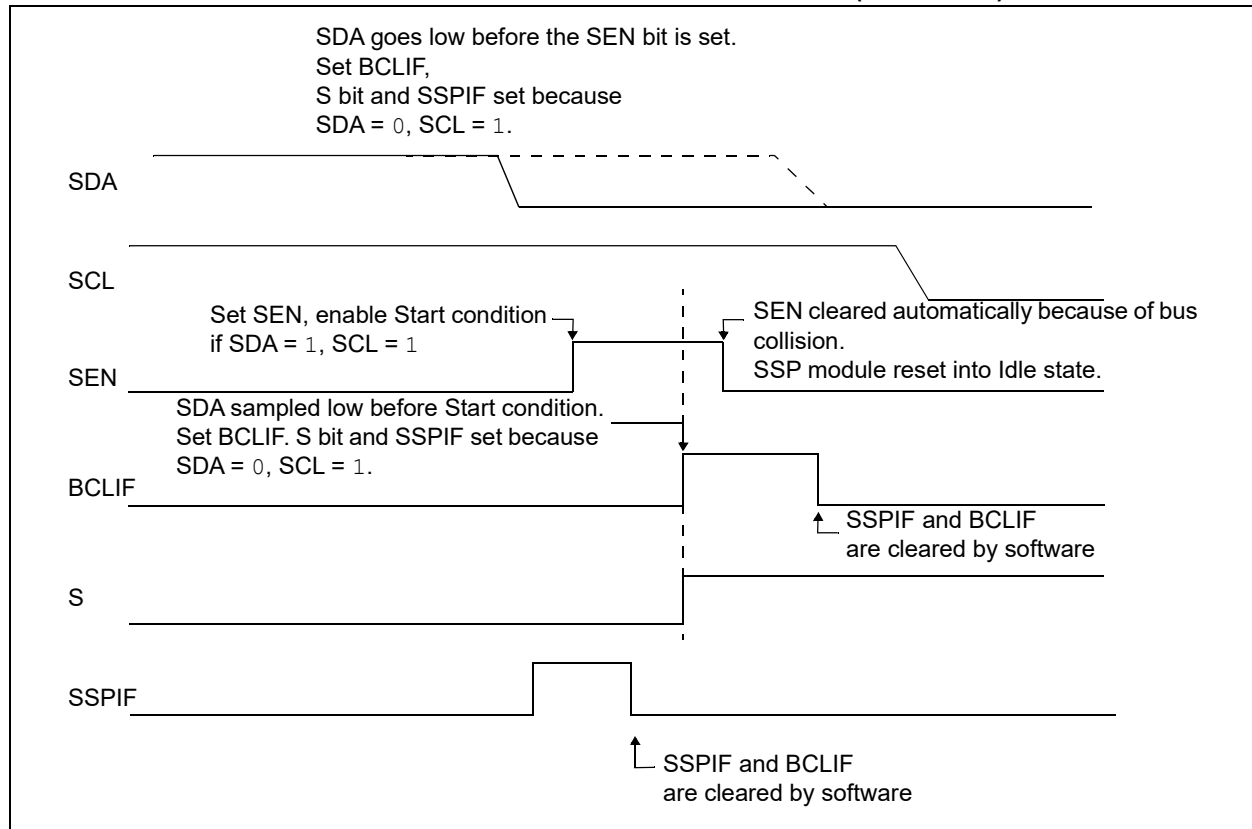 SDA goes low before the SEN bit is set.
Set BCLIF,
S bit and SSPIF set because
SDA = 0, SCL = 1.
SDA
SCL
Set SEN, enable Start condition
if SDA = 1, SCL = 1
SEN cleared automatically because of bus
collision.
SSP module reset into Idle state.
SEN
SDA sampled low before Start condition.
Set BCLIF. S bit and SSPIF set because
SDA = 0, SCL = 1.
BCLIF
SSPIF and BCLIF
are cleared by software
S
SSPIF
SSPIF and BCLIF
are cleared by software